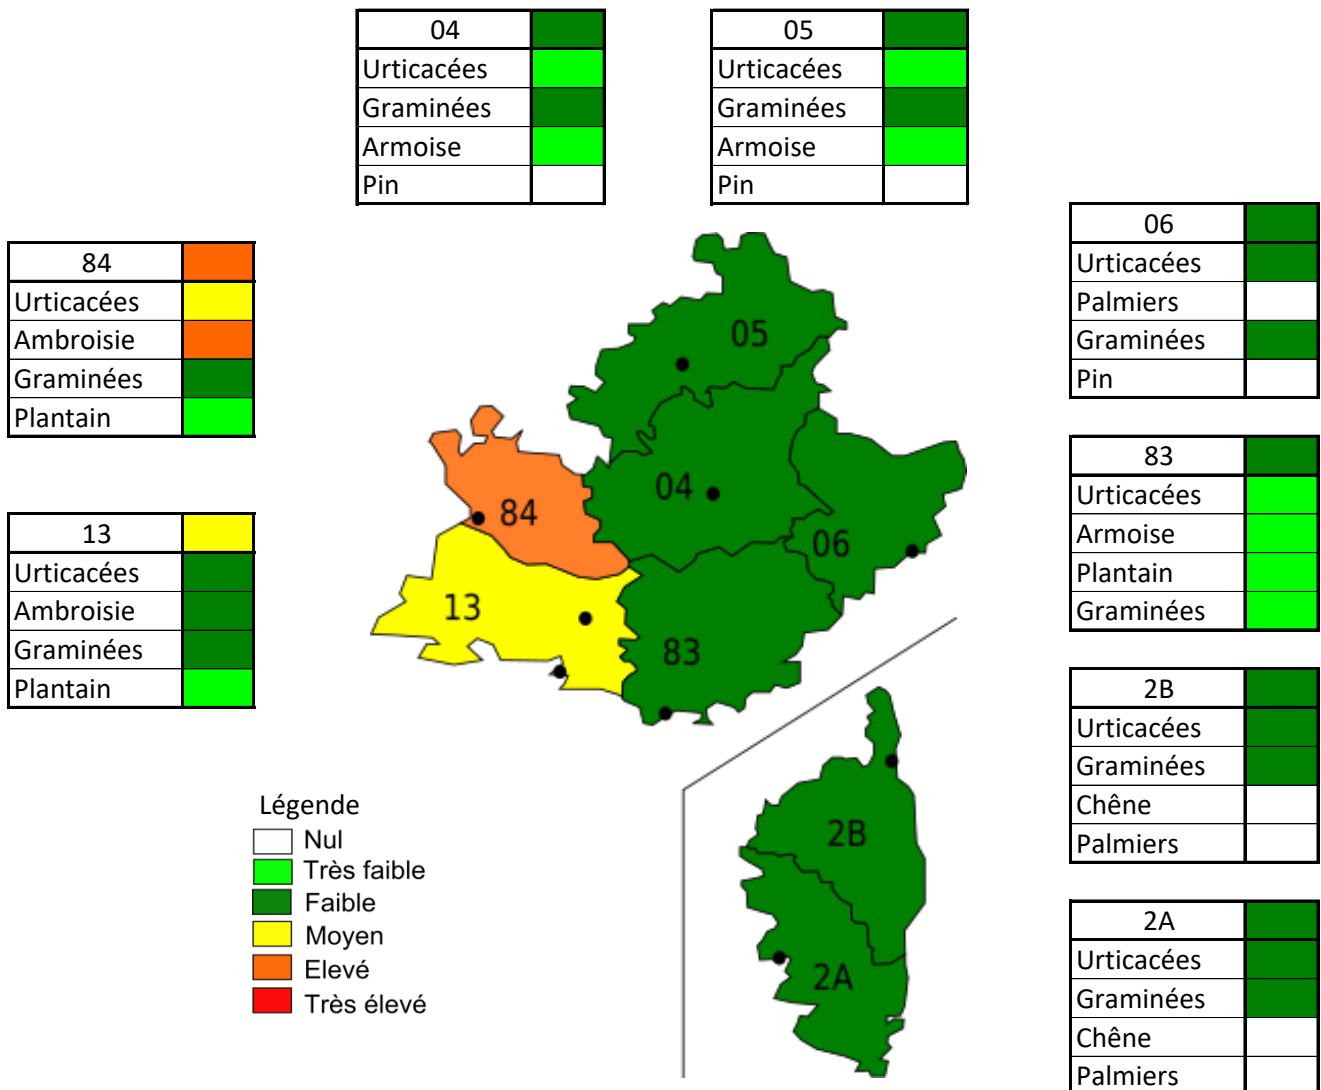 04
Urticacées
Graminées
Armoise
Pin
05
Urticacées
Graminées
Armoise
Pin
84
Urticacées
Ambroisie
Graminées
Plantain
13
Urticacées
Ambroisie
Graminées
Plantain
06
Urticacées
Palmiers
Graminées
Pin
83
Urticacées
Armoise
Plantain
Graminées
2B
Urticacées
Graminées
Chêne
Palmiers
2A
Urticacées
Graminées
Chêne
Palmiers
05
04
84
06
13
83
2B
2A
Légende
Nul
Très faible
Faible
Moyen
Elevé
Très élevé